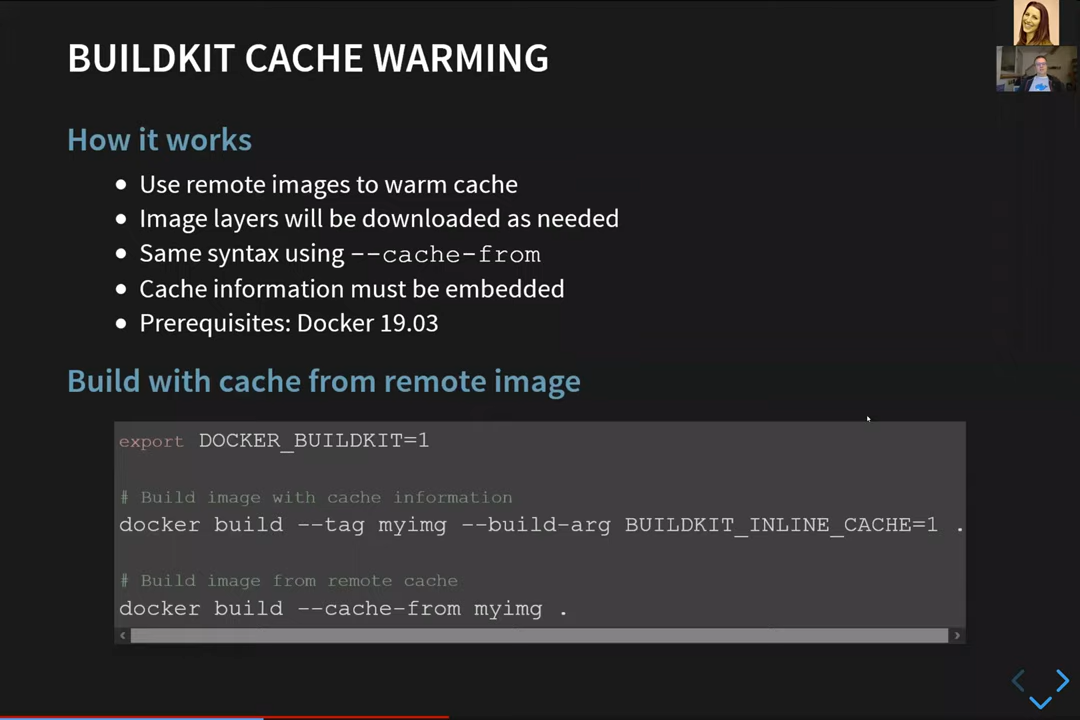 BUILDKIT CACHE WARMING
How it works
Use remote images to warm cache
Image layers will be downloaded as needed
Same syntax using --cache-from
Cache information must be embedded
Prerequisites: Docker 19.03
Build with cache from remote image
export DOCKER_BUILDKIT=1
# Build image with cache information
docker build --tag myimg --build-arg BUILDKIT_INLINE_CACHE=1 .
# Build image from remote cache
docker build --cache-from myimg .